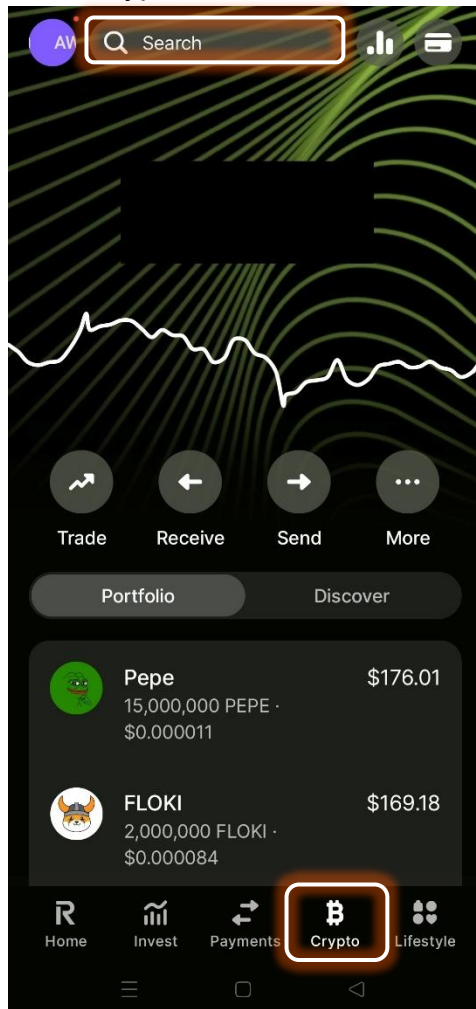 AW
Search
Trade
Receive
Send
More
Portfolio
Discover
Pepe
$176.01
15,000,000 PEPE ·
$0.000011
FLOKI
$169.18
2,000,000 FLOKI ·
$0.000084
Home
Invest
Payments
Crypto
Lifestyle